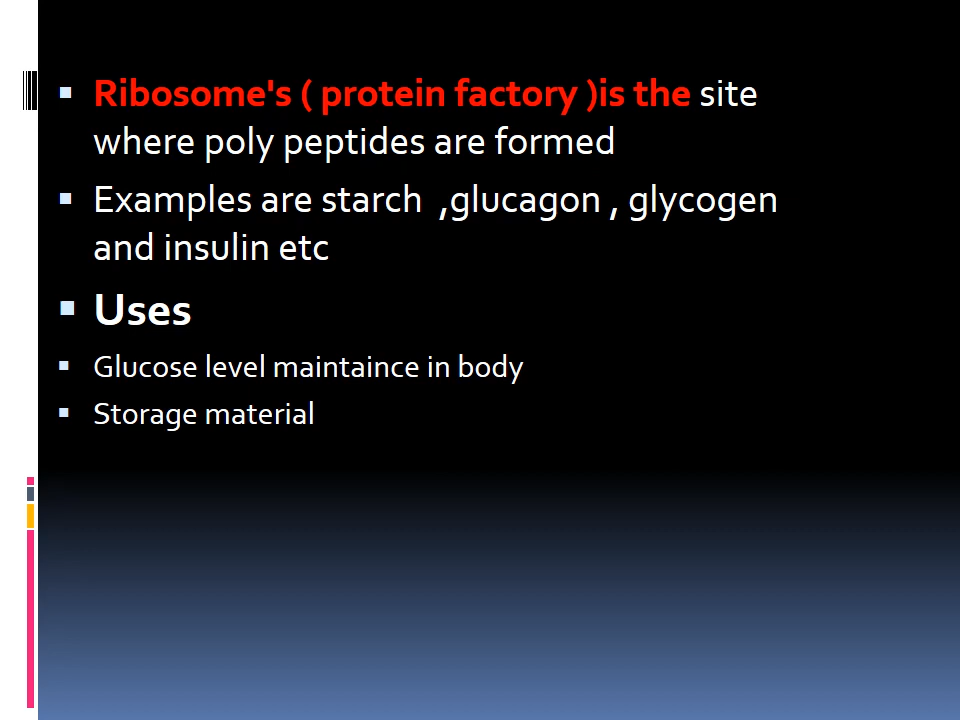 Ribosome's ( protein factory )is the site
where poly peptides are formed
Examples are starch ,glucagon , glycogen
and insulin etc
Uses
Glucose level maintaince in body
Storage material